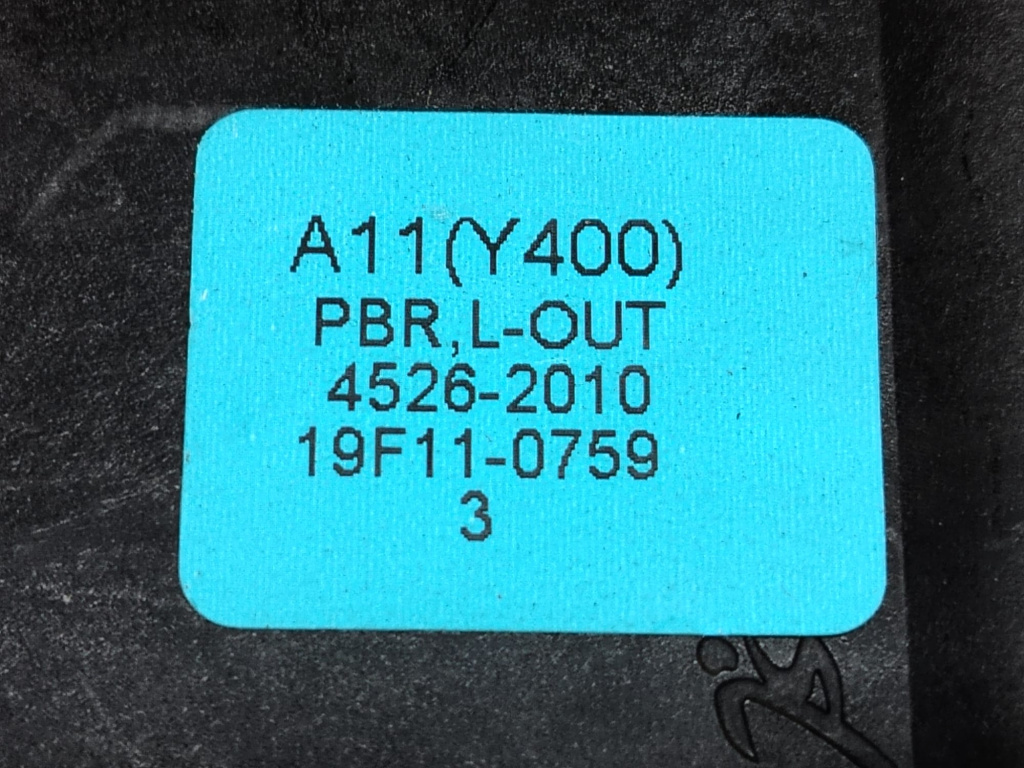 A11(Y400)
PBR,L-OUT
4526-2010
19F11-0759
3